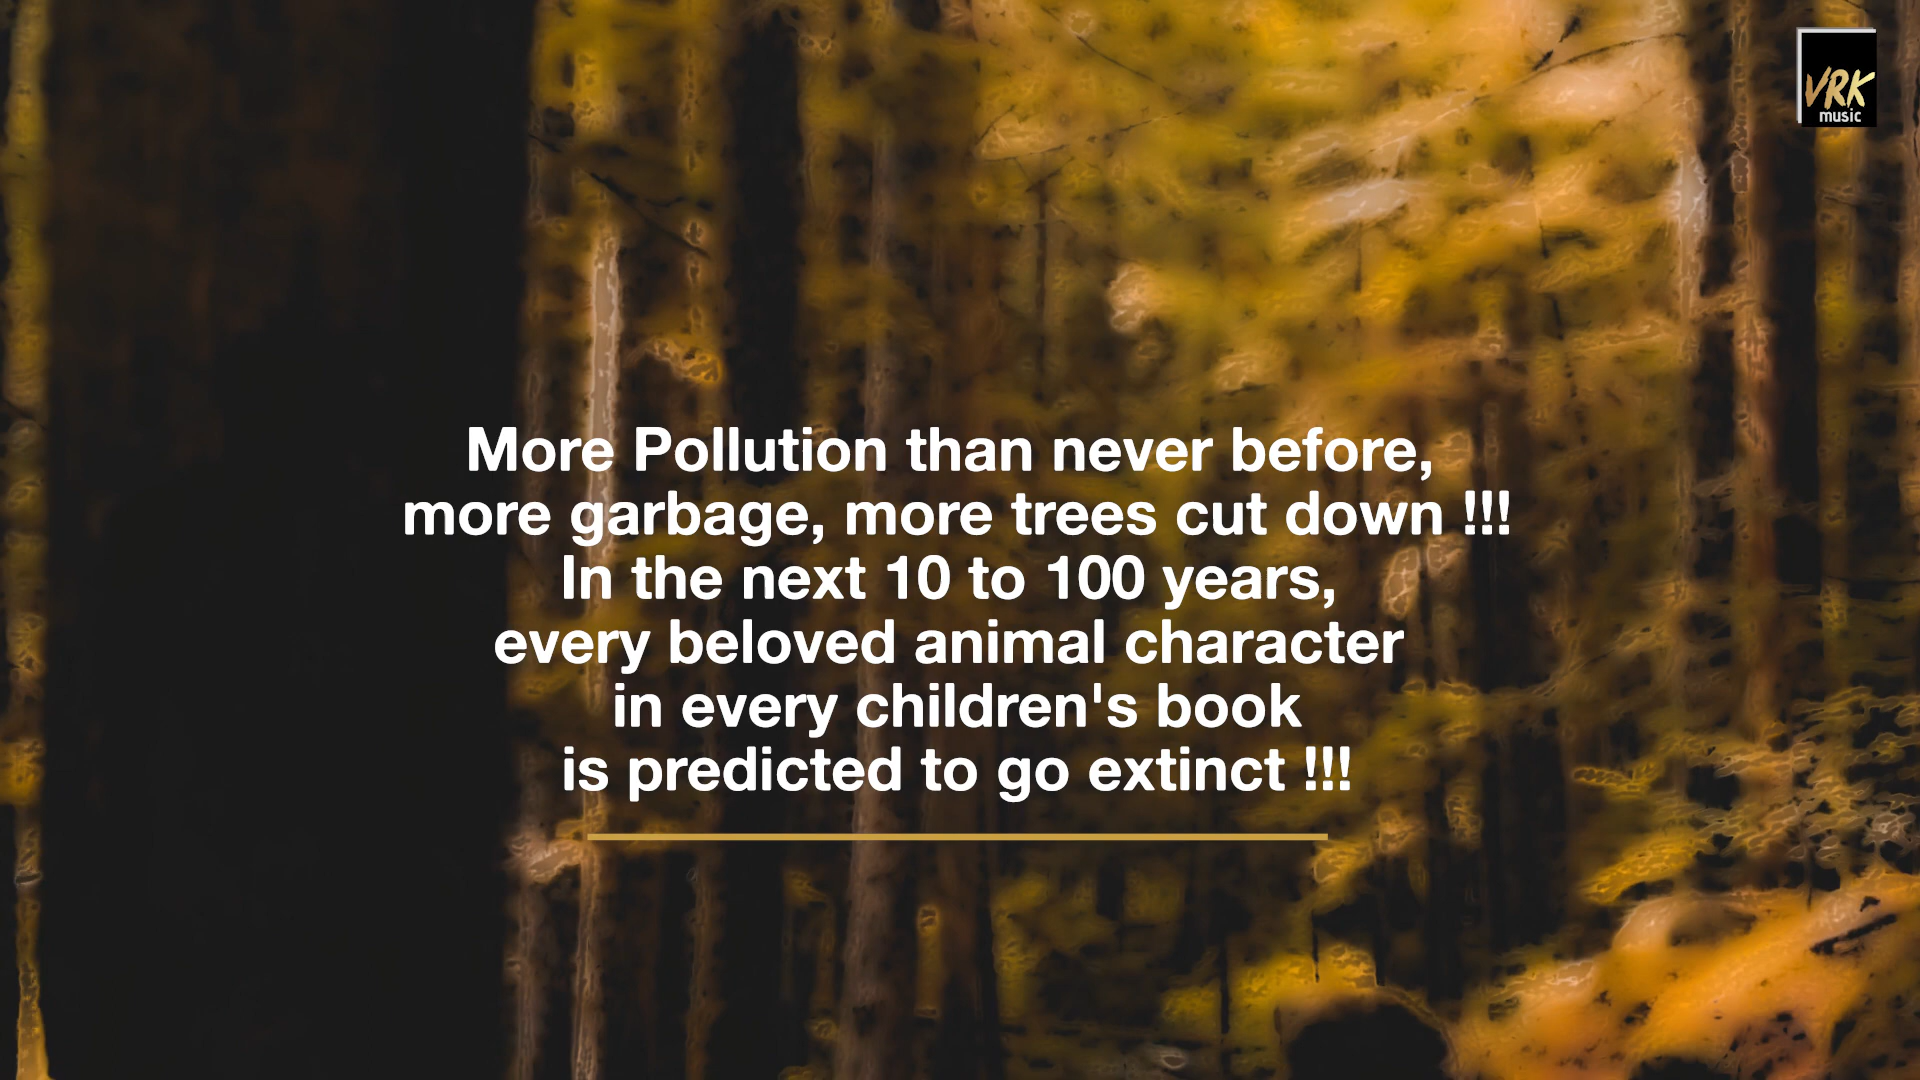 VRK
music
More Pollution than never before,
more garbage, more trees cut down !!!
In the next 10 to 100 years,
every beloved animal character
in every children's book
is predicted to go extinct !!!